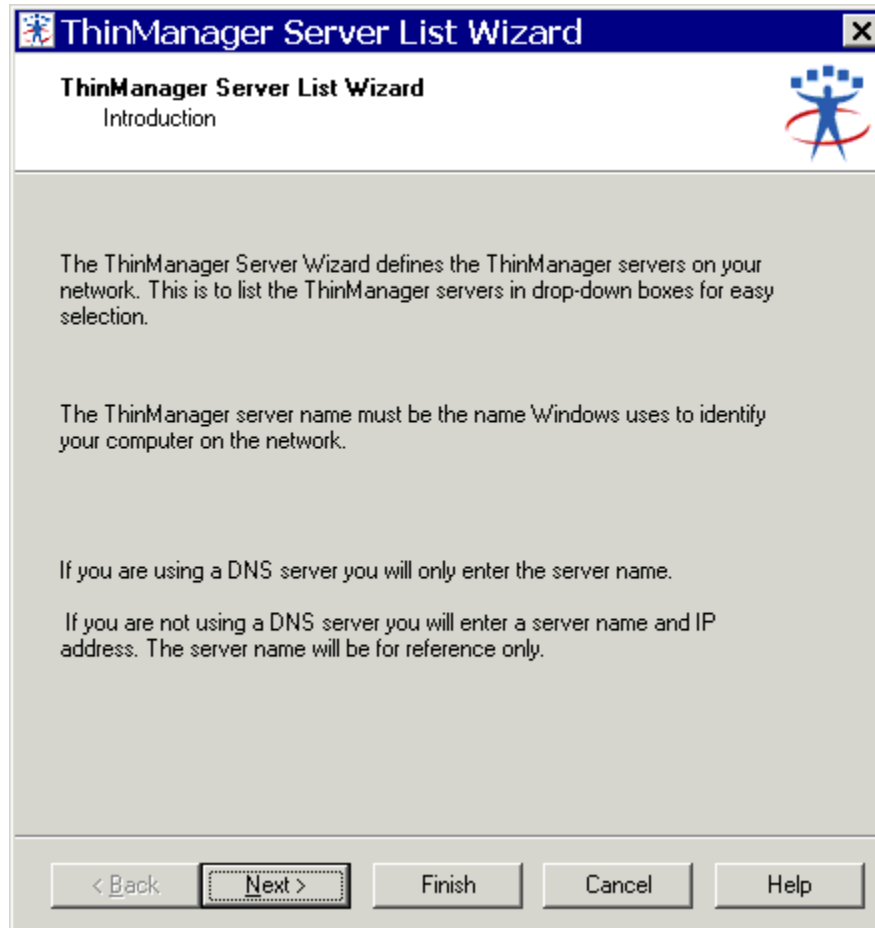 ThinManager Server List Wizard
ThinManager Server List Wizard
Introduction
The ThinManager Server Wizard defines the ThinManager servers on your
network. This is to list the ThinManager servers in drop-down boxes for easy
selection.
The ThinManager server name must be the name Windows uses to identify
your computer on the network.
If you are using a DNS server you will only enter the server name.
If you are not using a DNS server you will enter a server name and IP
address. The server name will be for reference only.
< Back Next > Finish Cancel Help